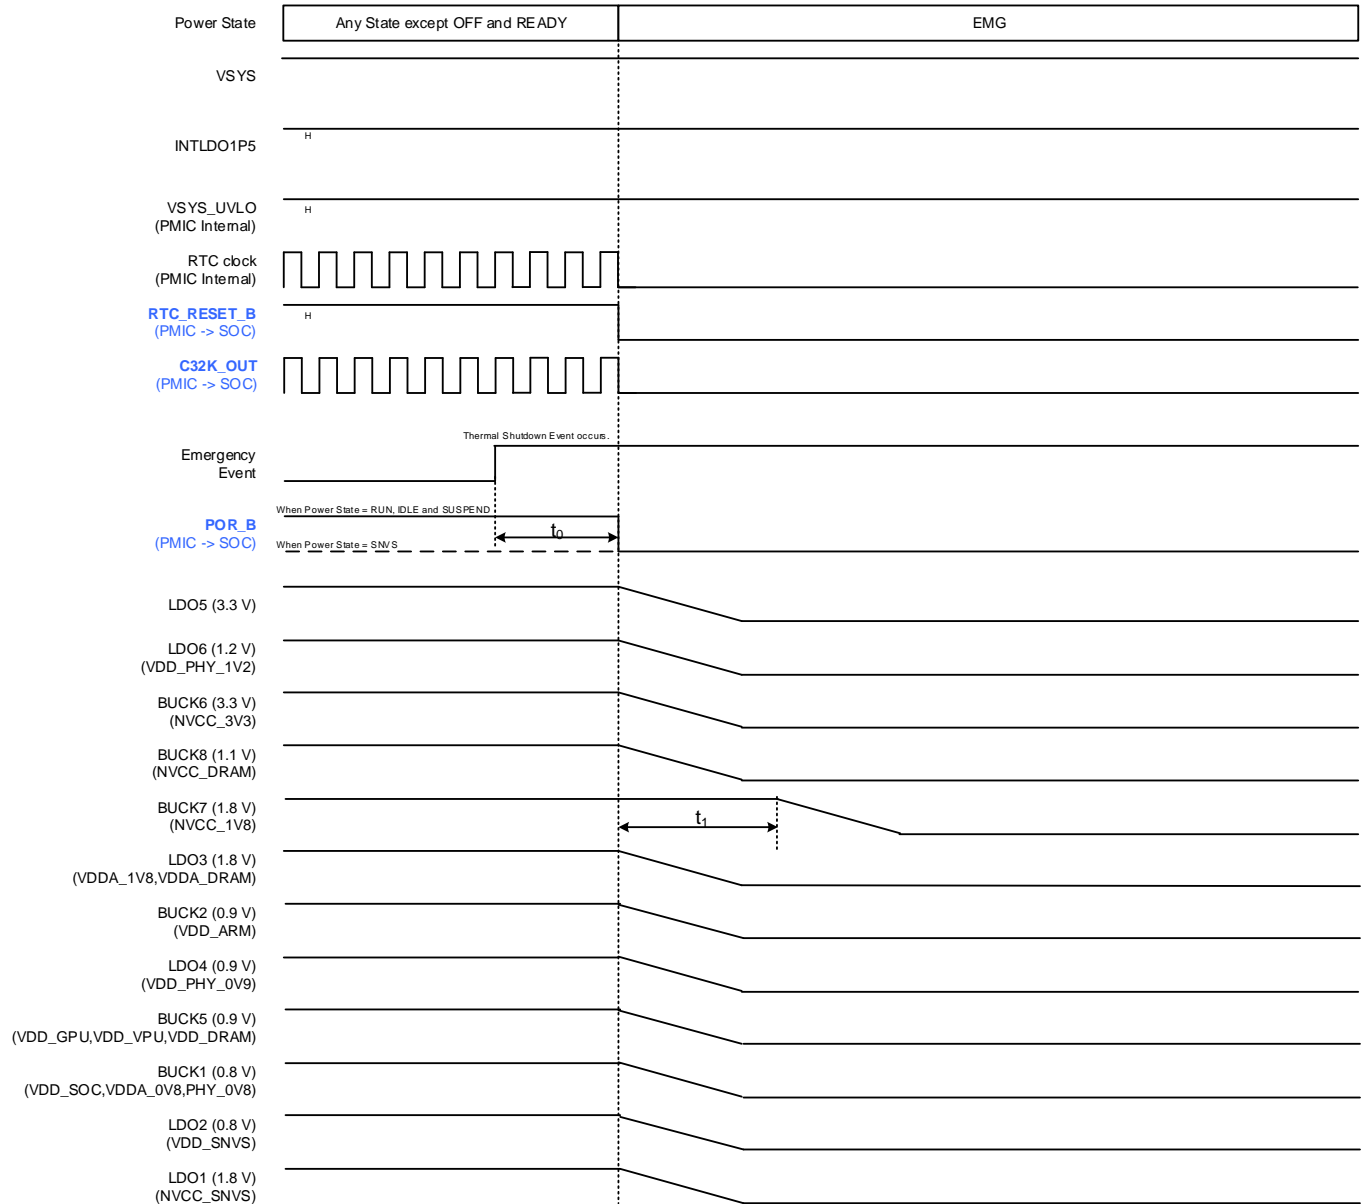 Power State
Any State except OFF and READY
EMG
VSYS
INTLDO1P5
H
VSYS_UVLO
(PMIC Internal)
H
RTC clock
(PMIC Internal)
RTC_RESET_B
(PMIC -> SOC)
H
C32K_OUT
(PMIC -> SOC)
Thermal Shutdown Event occurs.
Emergency
Event
When Power State = RUN, IDLE and SUSPEND
POR_B
(PMIC -> SOC)
t0
When Power State = SNVS
LDO5 (3.3 V)
LDO6 (1.2 V)
(VDD_PHY_1V2)
BUCK6 (3.3 V)
(NVCC_3V3)
BUCK8 (1.1 V)
(NVCC_DRAM)
BUCK7 (1.8 V)
(NVCC_1V8)
t1
LDO3 (1.8 V)
(VDDA_1V8,VDDA_DRAM)
BUCK2 (0.9 V)
(VDD_ARM)
LDO4 (0.9 V)
(VDD_PHY_0V9)
BUCK5 (0.9 V)
(VDD_GPU,VDD_VPU,VDD_DRAM)
BUCK1 (0.8 V)
(VDD_SOC,VDDA_0V8,PHY_0V8)
LDO2 (0.8 V)
(VDD_SNVS)
LDO1 (1.8 V)
(NVCC_SNVS)